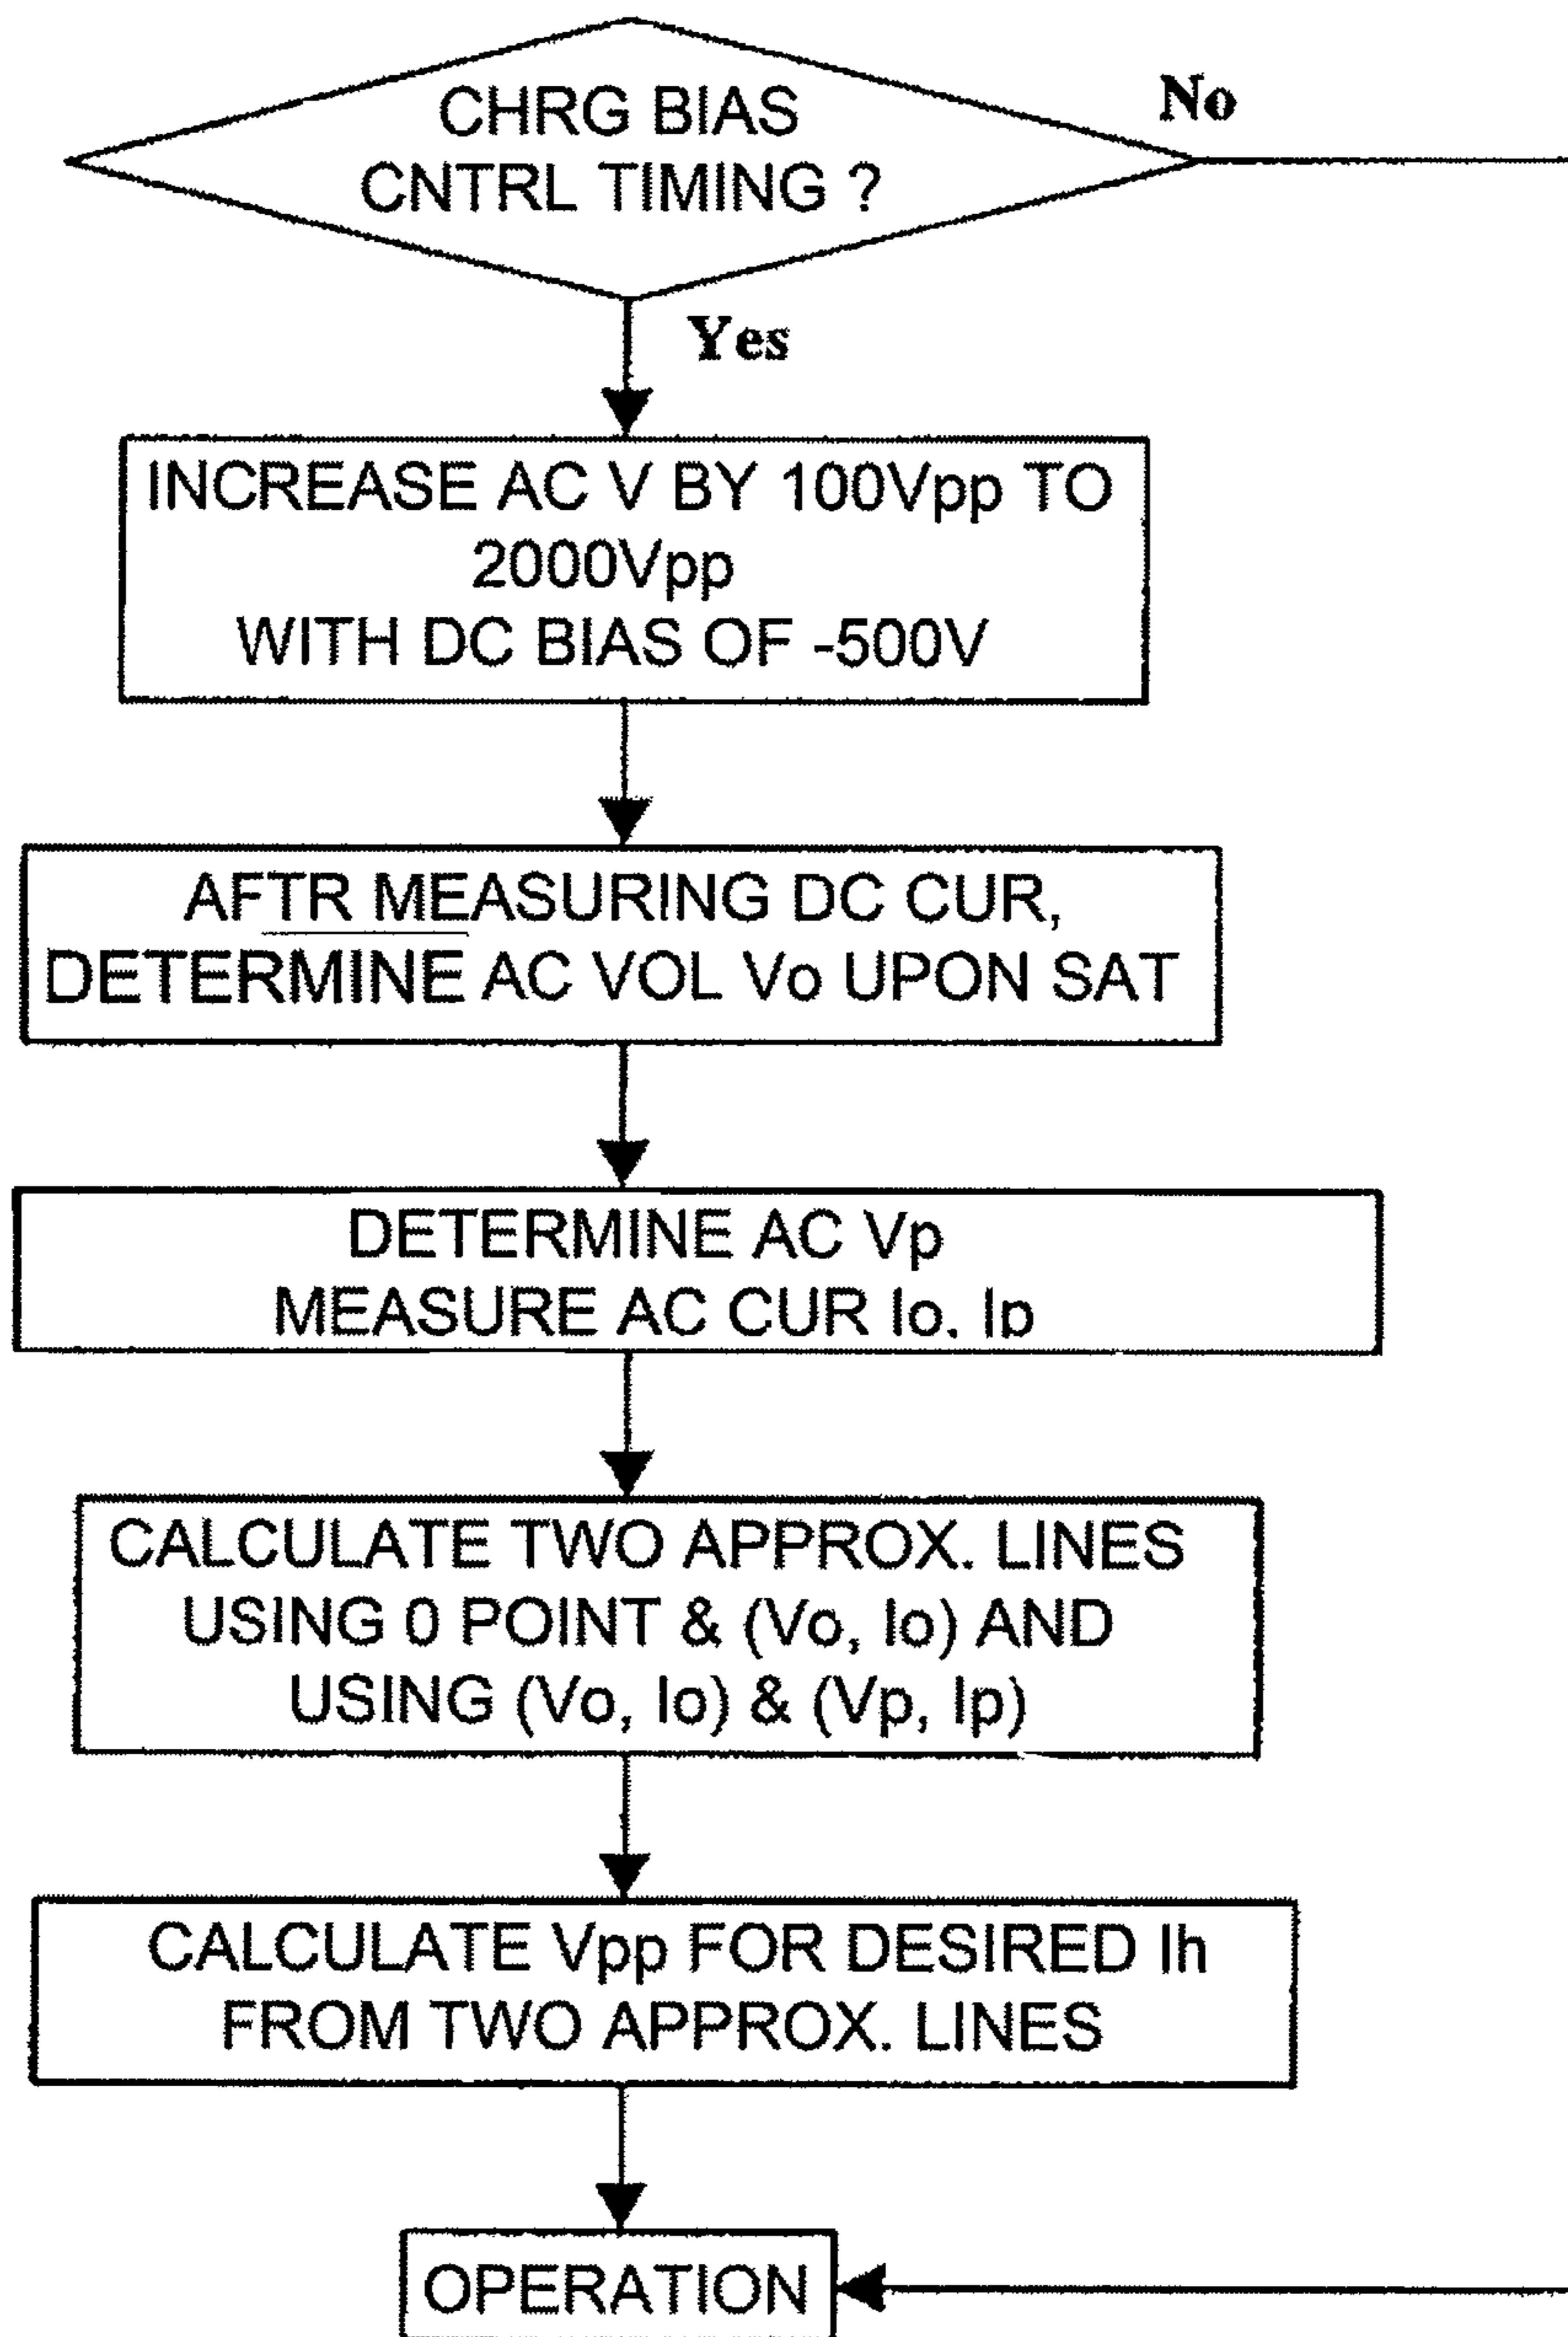 CHRG BIAS
CNTRL TIMING ?
No
Yes
INCREASE AC V BY 100Vpp TO
2000Vpp
WITH DC BIAS OF -500V
AFTR MEASURING DC CUR,
DETERMINE AC VOL Vo UPON SAT
DETERMINE AC Vp
MEASURE AC CUR Io, Ip
CALCULATE TWO APPROX. LINES
USING 0 POINT & (Vo, Io) AND
USING (Vo, Io) & (Vp, Ip)
CALCULATE Vpp FOR DESIRED Ih
FROM TWO APPROX. LINES
OPERATION